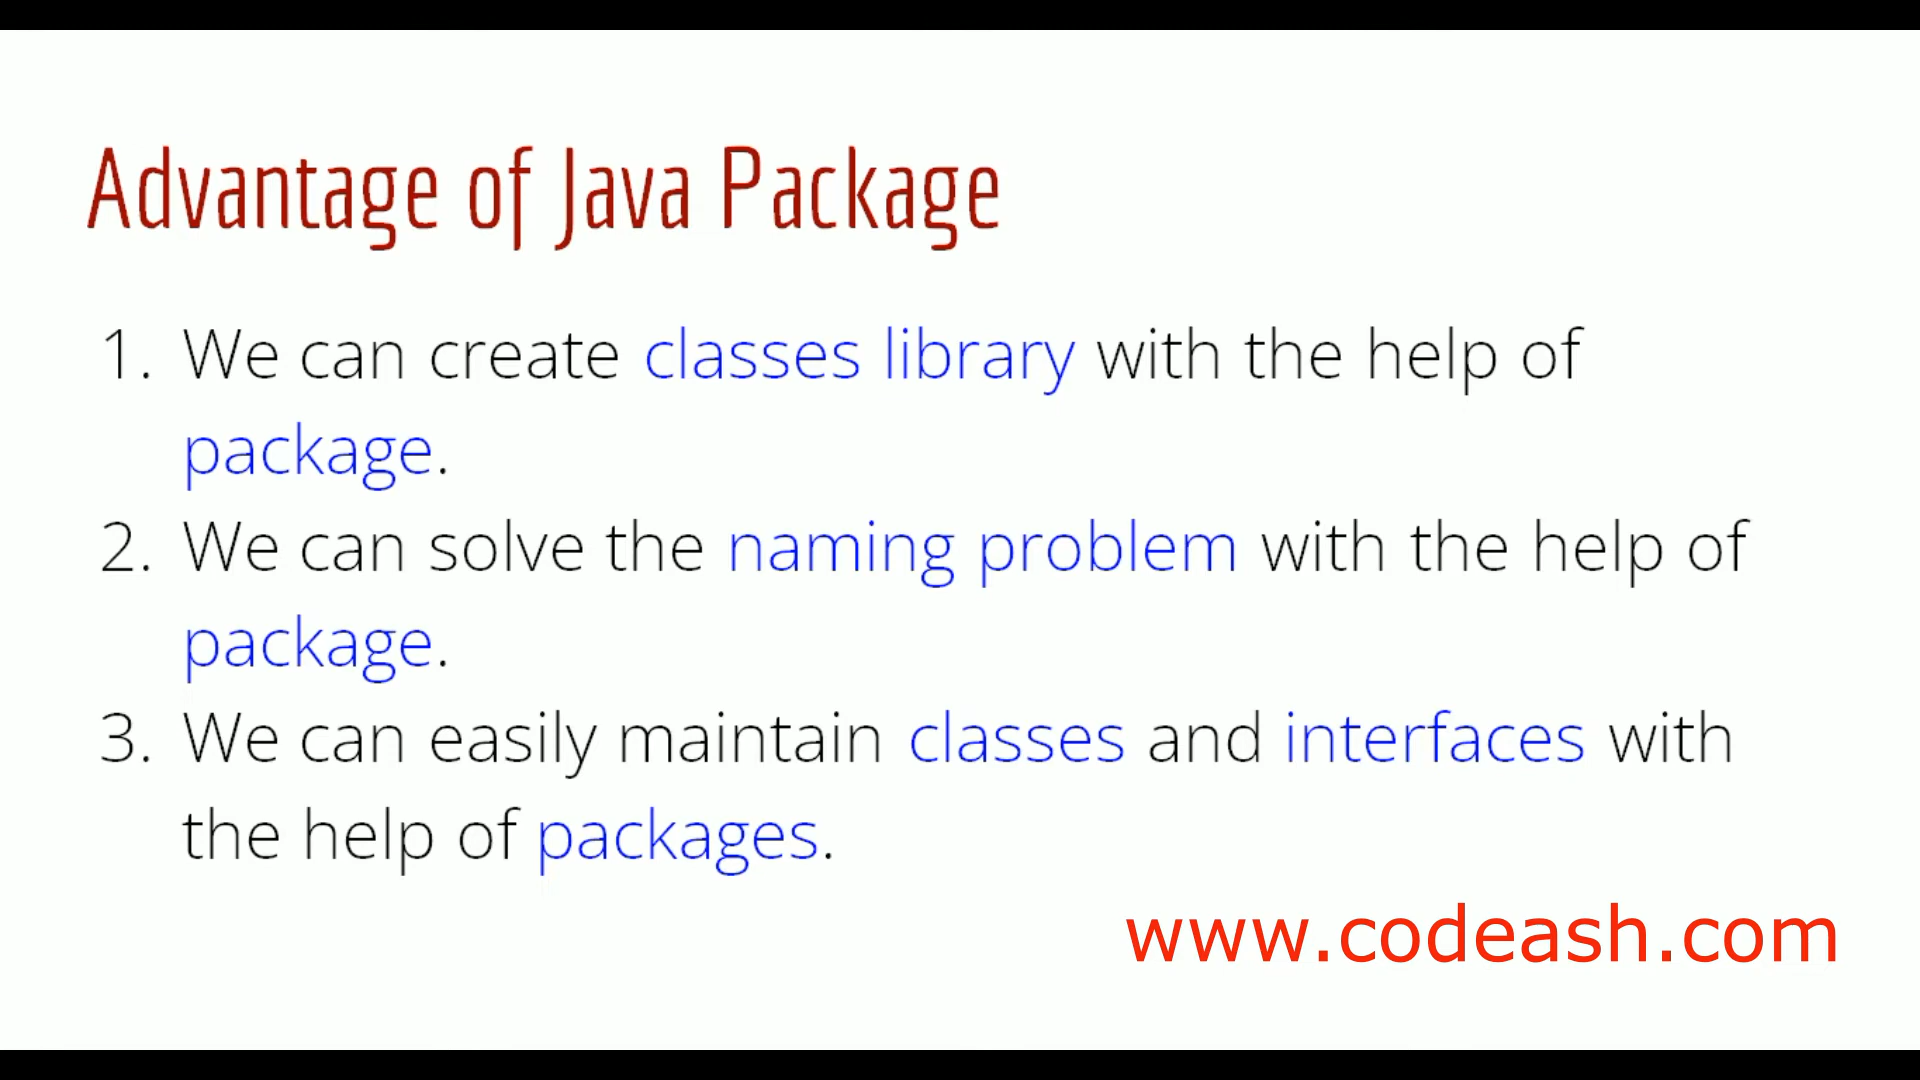 Advantage of Java Package
1. We can create classes library with the help of
package.
2. We can solve the naming problem with the help of
package.
3. We can easily maintain classes and interfaces with
the help of packages.
www.codeash.com